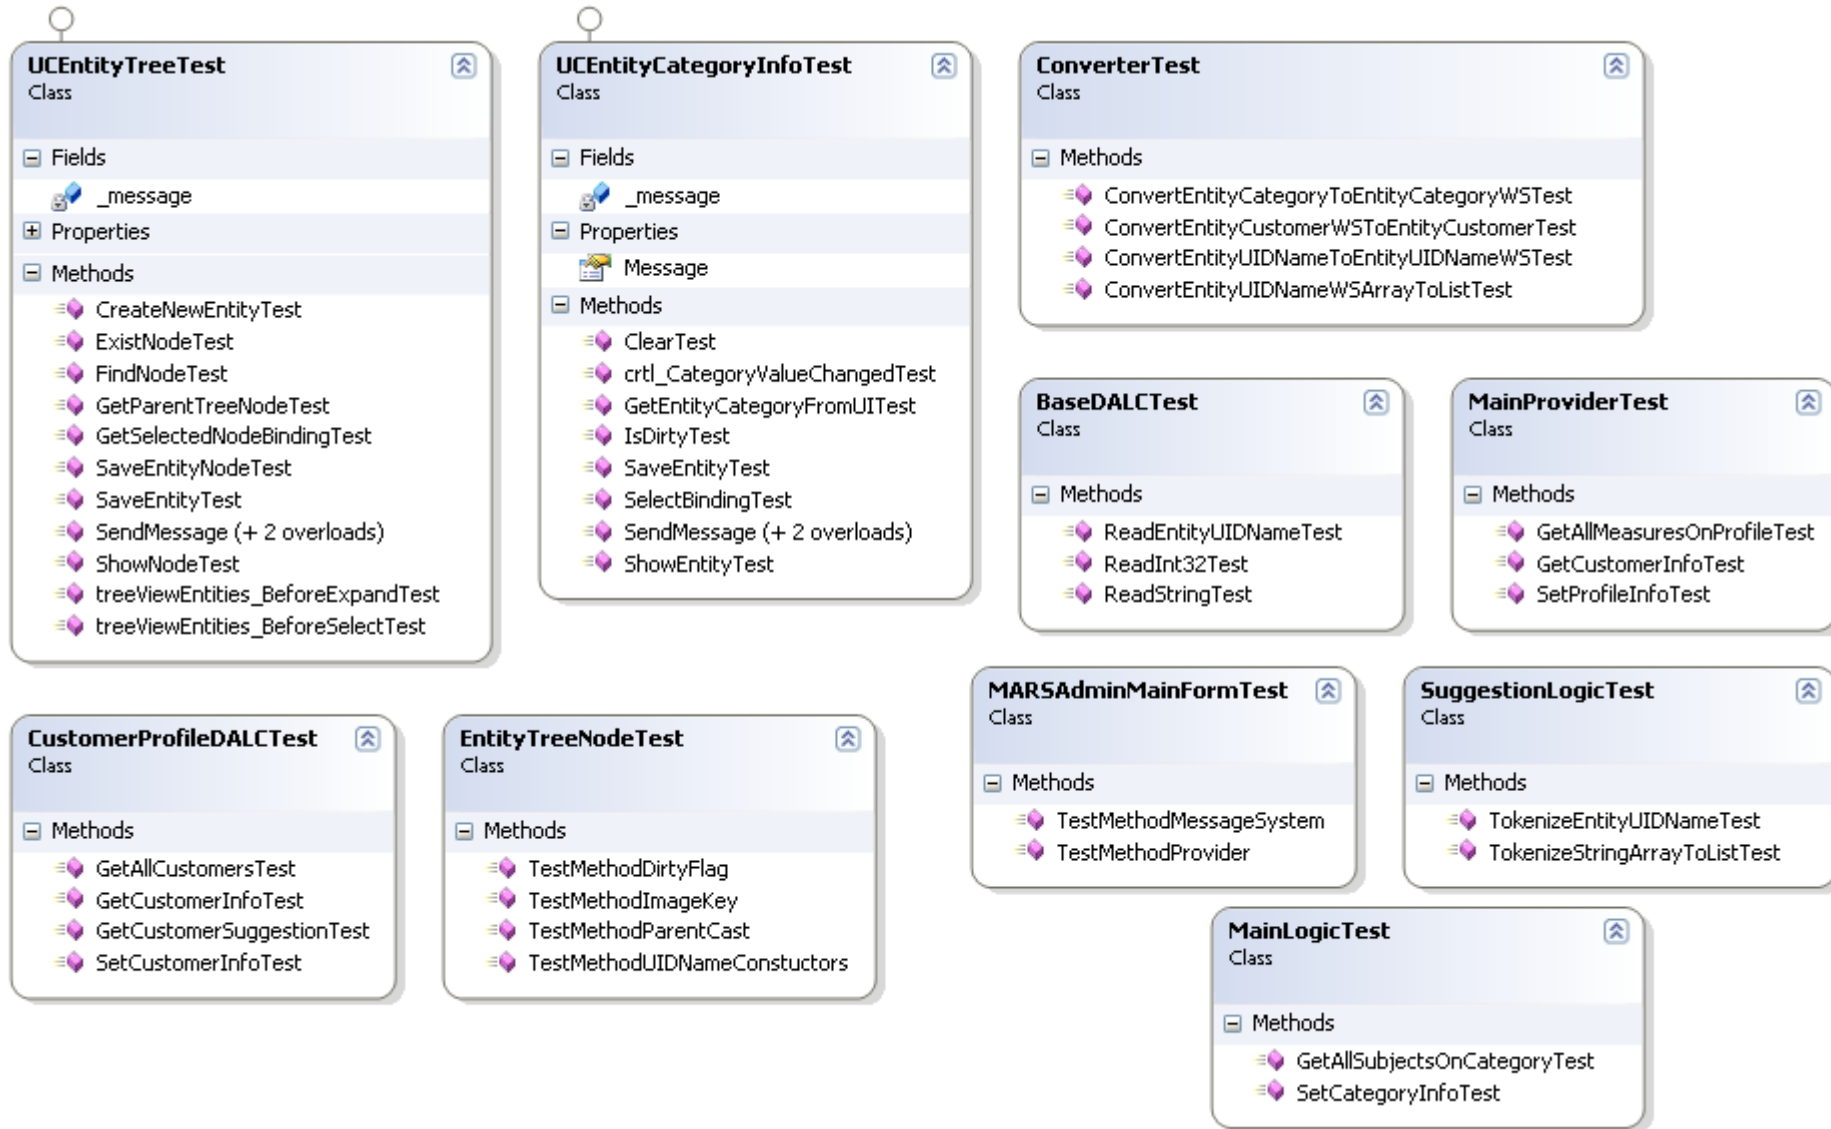 UCEntityTreeTest
Class
Fields
_message
Properties
Methods
CreateNewEntityTest
ExistNodeTest
FindNodeTest
GetParentTreeNodeTest
GetSelectedNodeBindingTest
SaveEntityNodeTest
SaveEntityTest
SendMessage (+ 2 overloads)
ShowNodeTest
treeViewEntities_BeforeExpandTest
treeViewEntities_BeforeSelectTest
UCEntityCategoryInfoTest
Class
Fields
_message
Properties
Message
Methods
ClearTest
crtl_CategoryValueChangedTest
GetEntityCategoryFromUITest
IsDirtyTest
SaveEntityTest
SelectBindingTest
SendMessage (+ 2 overloads)
ShowEntityTest
ConverterTest
Class
Methods
ConvertEntityCategoryToEntityCategoryWSTest
ConvertEntityCustomerWSToEntityCustomerTest
ConvertEntityUIDNameToEntityUIDNameWSTest
ConvertEntityUIDNameWSArrayToListTest
BaseDALCTest
Class
Methods
ReadEntityUIDNameTest
ReadInt32Test
ReadStringTest
MainProviderTest
Class
Methods
GetAllMeasuresOnProfileTest
GetCustomerInfoTest
SetProfileInfoTest
CustomerProfileDALCTest
Class
Methods
GetAllCustomersTest
GetCustomerInfoTest
GetCustomerSuggestionTest
SetCustomerInfoTest
EntityTreeNodeTest
Class
Methods
TestMethodDirtyFlag
TestMethodImageKey
TestMethodParentCast
TestMethodUIDNameConstuctors
MARSAdminMainFormTest
Class
Methods
TestMethodMessageSystem
TestMethodProvider
SuggestionLogicTest
Class
Methods
TokenizeEntityUIDNameTest
TokenizeStringArrayToListTest
MainLogicTest
Class
Methods
GetAllSubjectsOnCategoryTest
SetCategoryInfoTest